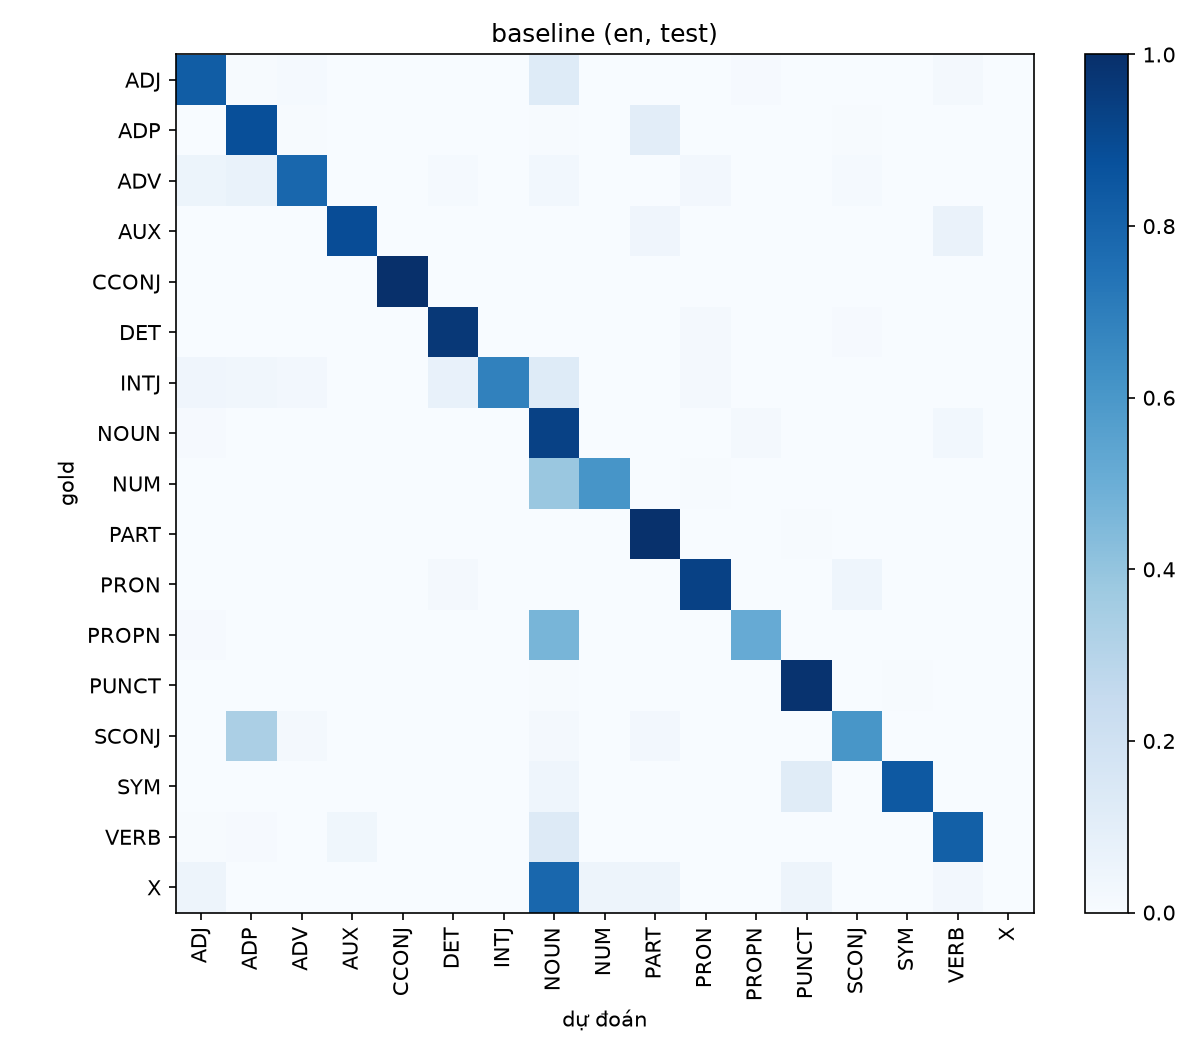 baseline (en, test)
gold
ADJ
ADP
ADV
AUX
CCONJ
DET
INTJ
NOUN
NUM
PART
PRON
PROPN
PUNCT
SCONJ
SYM
VERB
X
ADJ
ADP
ADV
AUX
CCONJ
DET
INTJ
NOUN
NUM
PART
PRON
PROPN
PUNCT
SCONJ
SYM
VERB
X
dự đoán
1.0
0.8
0.6
0.4
0.2
0.0